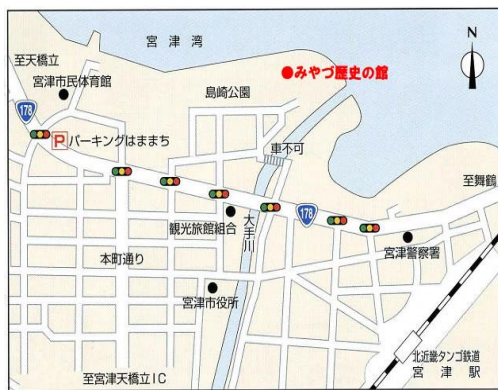 宮津湾
N
至天橋立
宮津市民体育館
●みやづ歴史の館
島崎公園
178
P パーキングはままち
車不可
至舞鶴
178
観光旅館組合
大手川
本町通り
宮津警察署
宮津市役所
北近畿タンゴ鉄道
宮津駅
至宮津天橋立IC